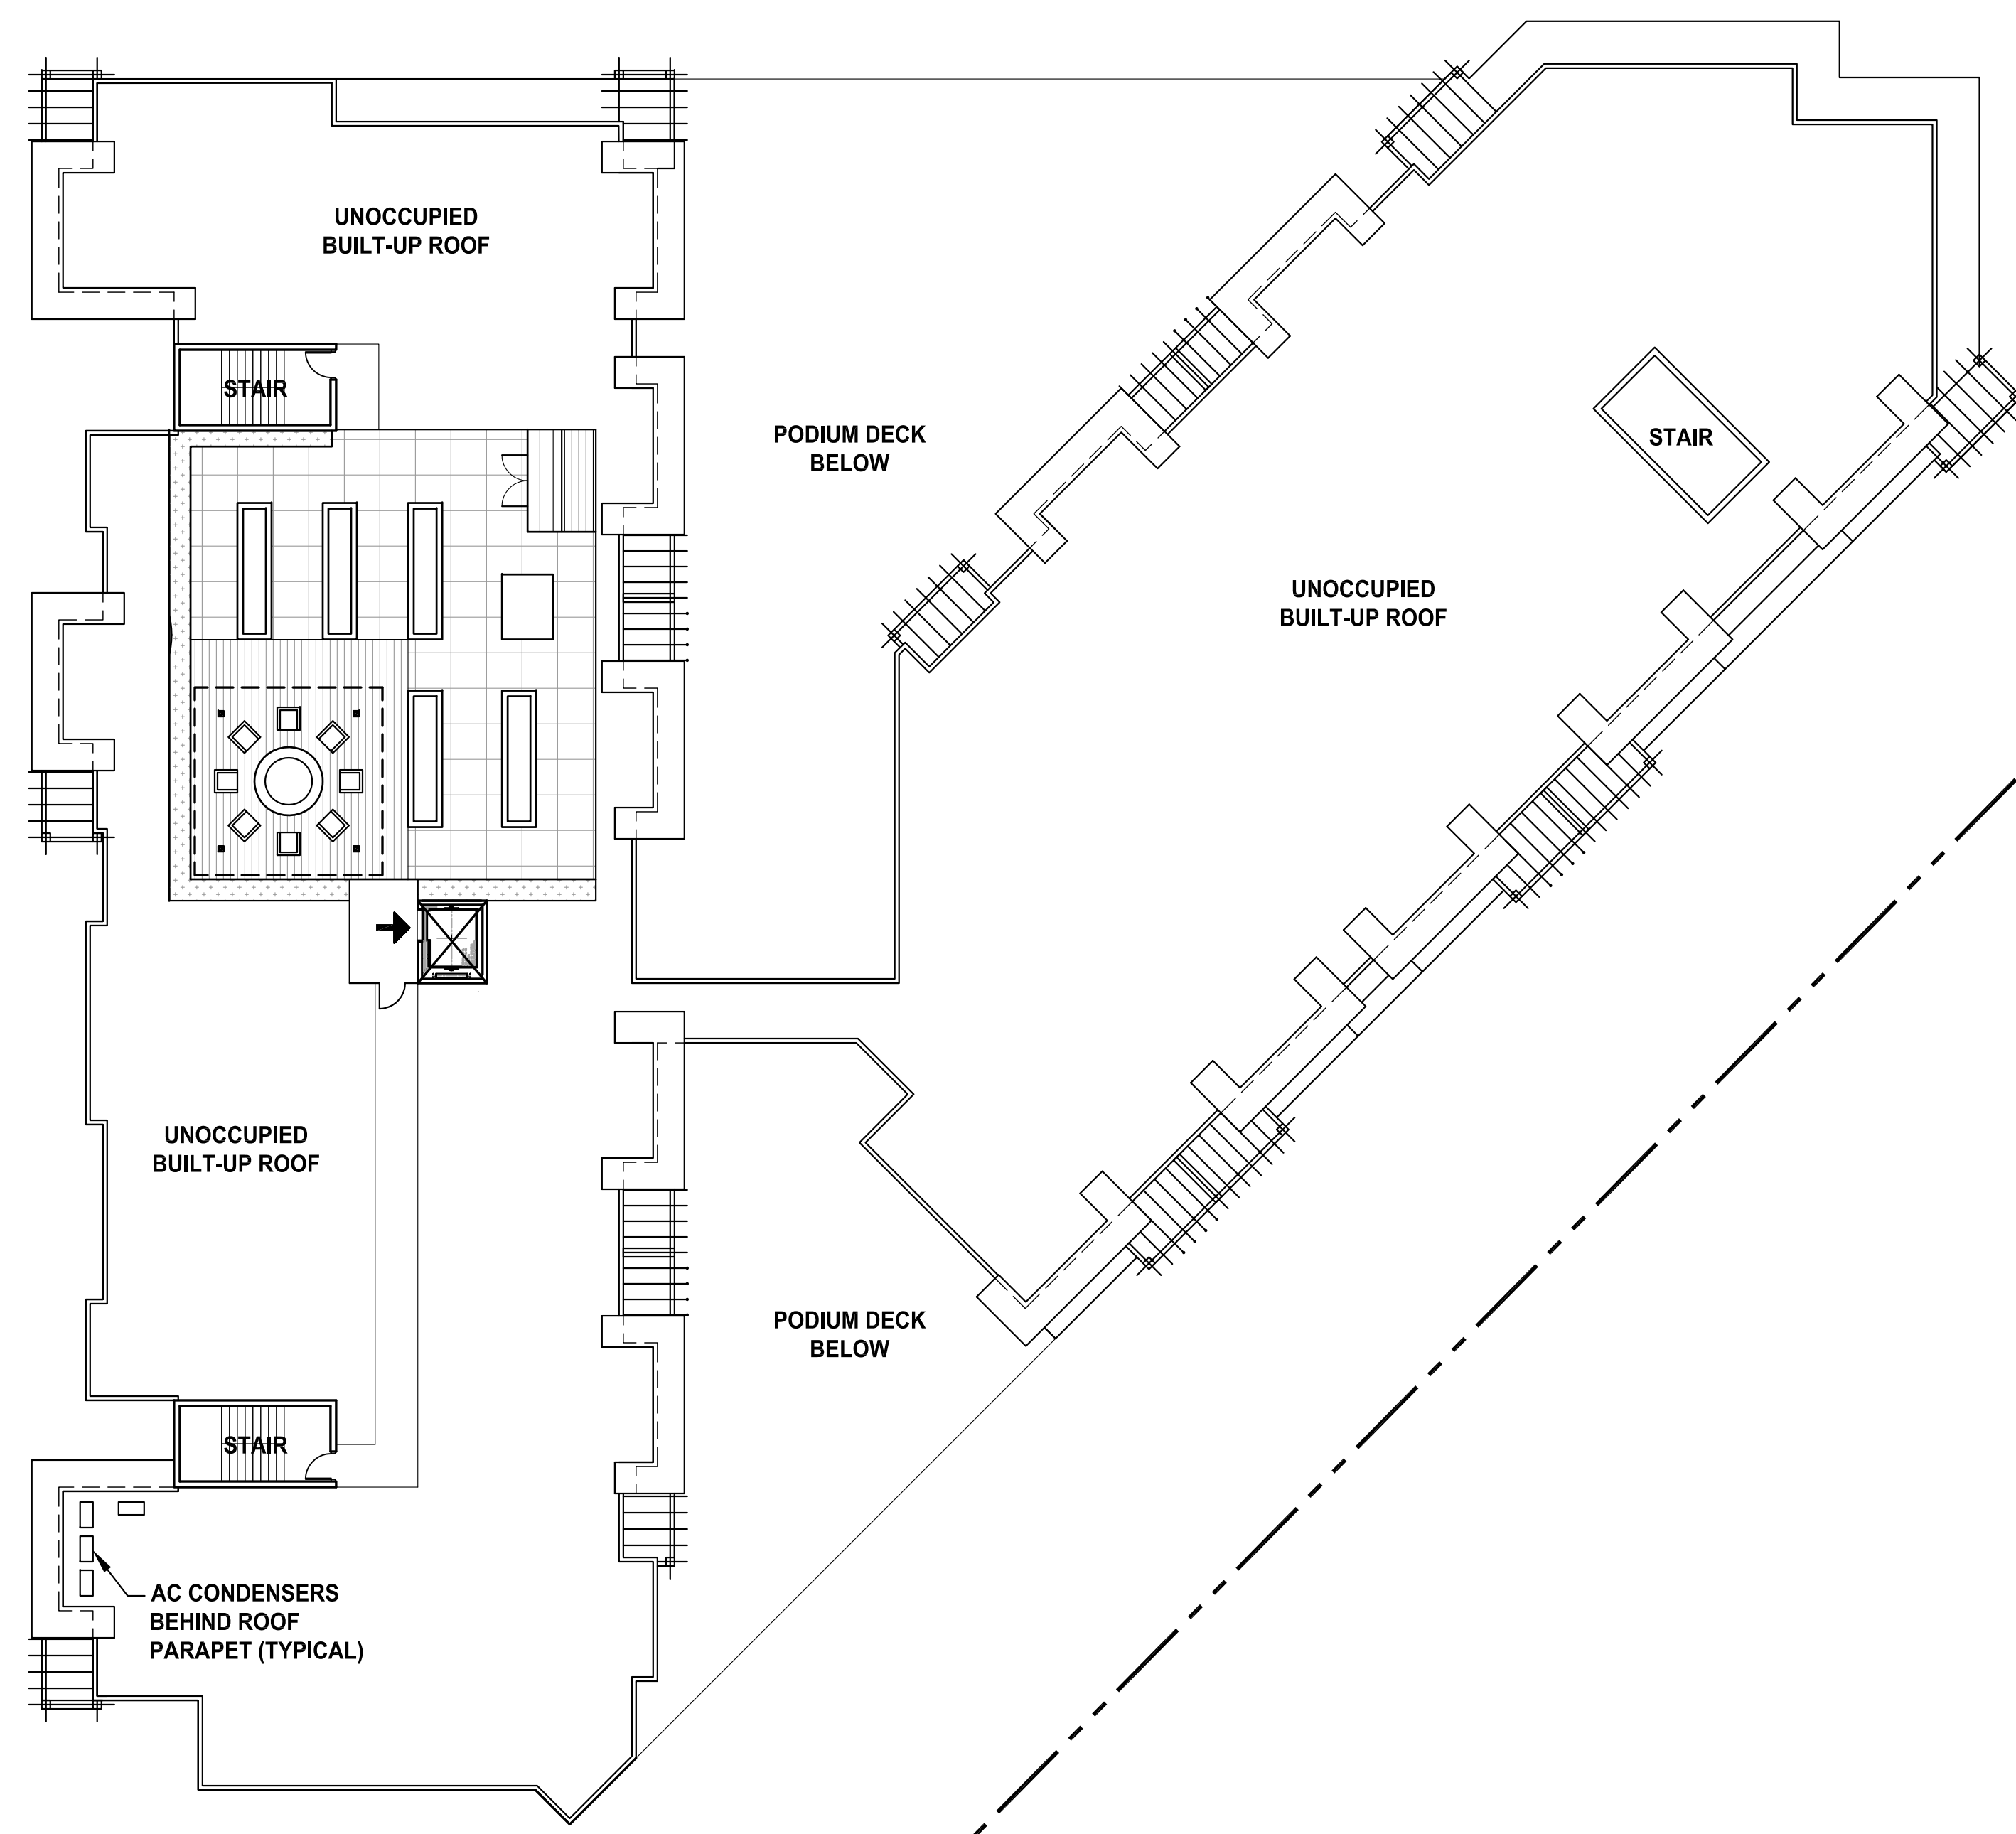 UNOCCUPIED
BUILT-UP ROOF
STAIR
PODIUM DECK
BELOW
STAIR
UNOCCUPIED
BUILT-UP ROOF
UNOCCUPIED
BUILT-UP ROOF
PODIUM DECK
BELOW
STAIR
AC CONDENSERS
BEHIND ROOF
PARAPET (TYPICAL)